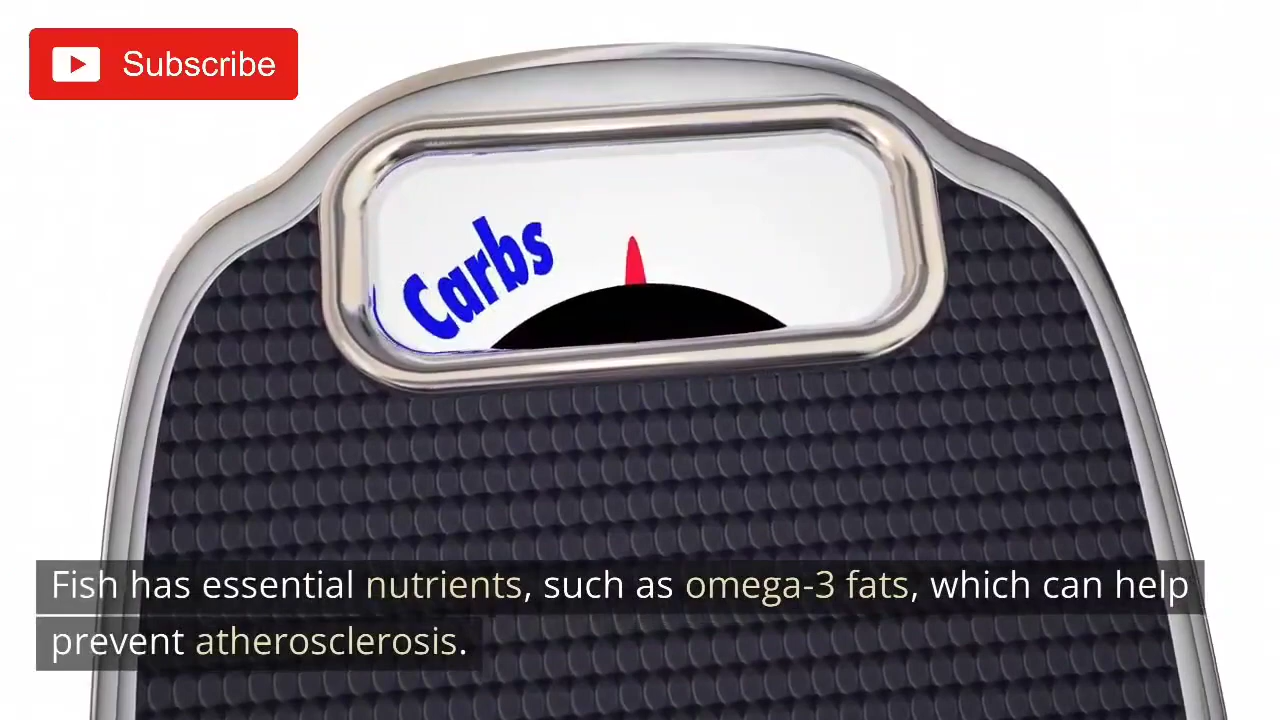 Subscribe
Carbs
Fish has essential nutrients, such as omega-3 fats, which can help
prevent atherosclerosis.